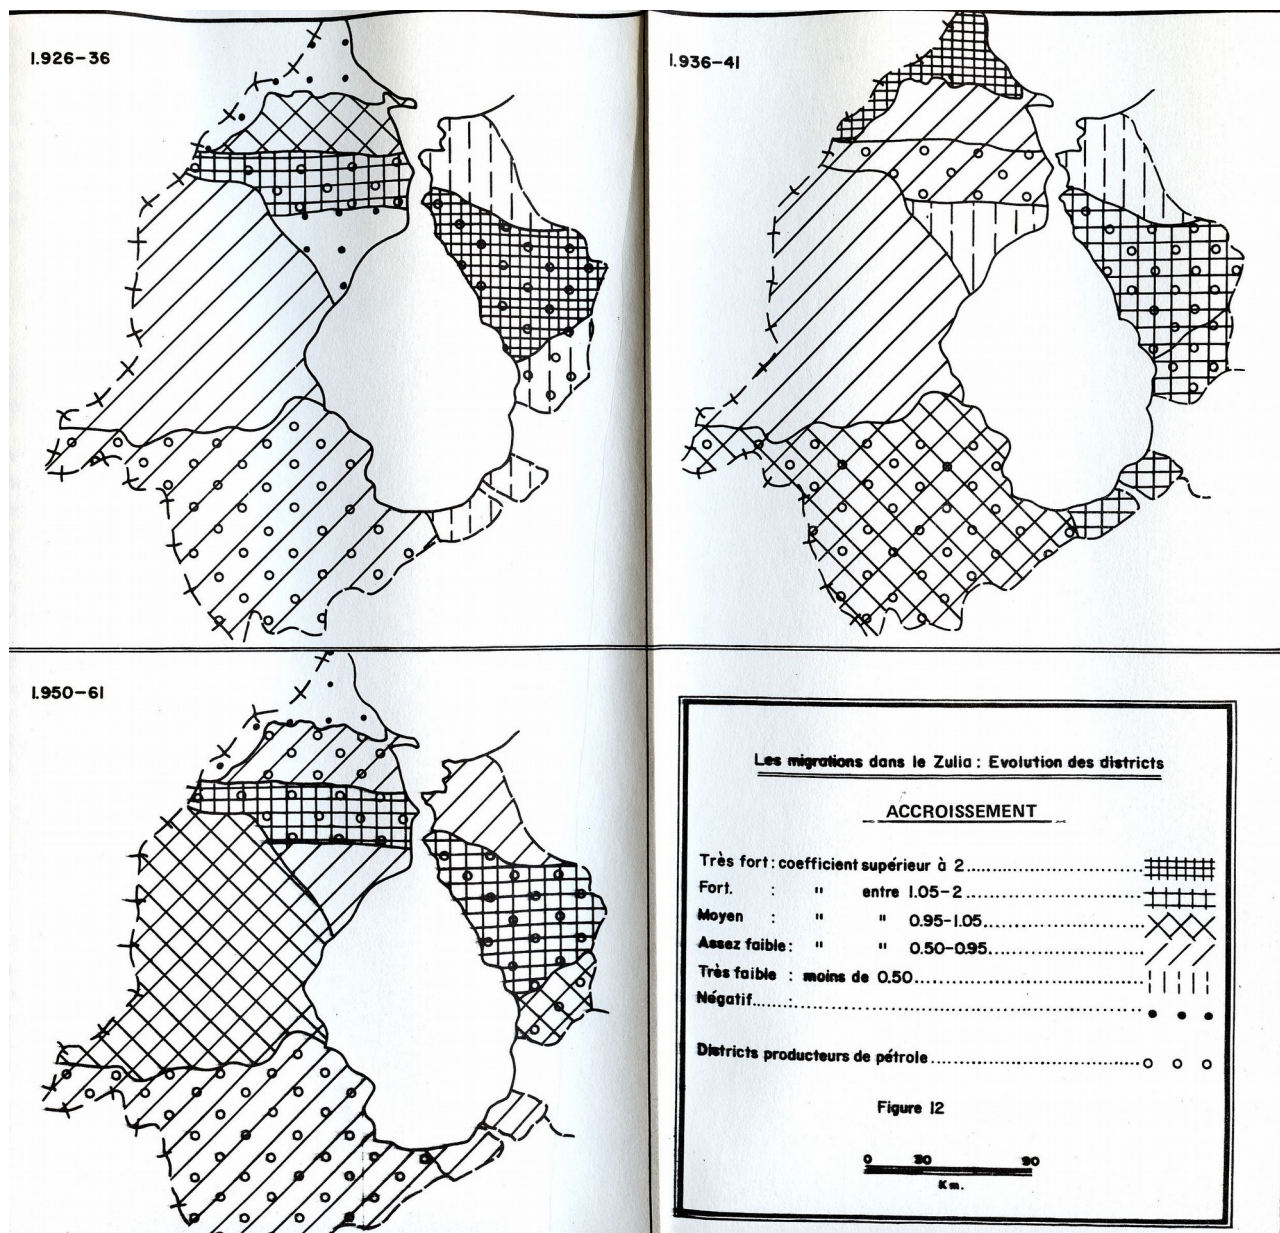 1.926-36
1.936-41
1.950-61
Les migrations dans le Zulia : Evolution des districts
ACCROISSEMENT
Très fort : coefficient supérieur à 2
Fort. : " entre 1.05-2
Moyen : " " 0.95-1.05
Assez faible : " " 0.50-0.95
Très faible : moins de 0.50
Négatif :
Districts producteurs de pétrole
Figure 12
0 30 90
Km.